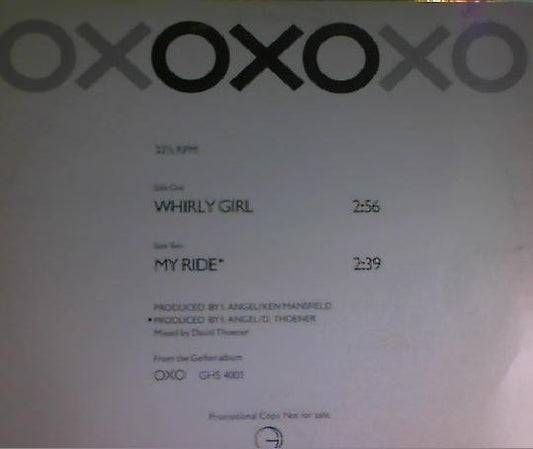 OXOXOXO
33⅓ RPM
Side One
WHIRLY GIRL 2:56
Side Two
MY RIDE* 2:39
PRODUCED BY I. ANGEL/KEN MANSFIELD
*PRODUCED BY I. ANGEL/D. THOENER
Mixed by David Thoener
From the Geffen album
OXO GHS 4001
Promotional Copy Not for sale.
G